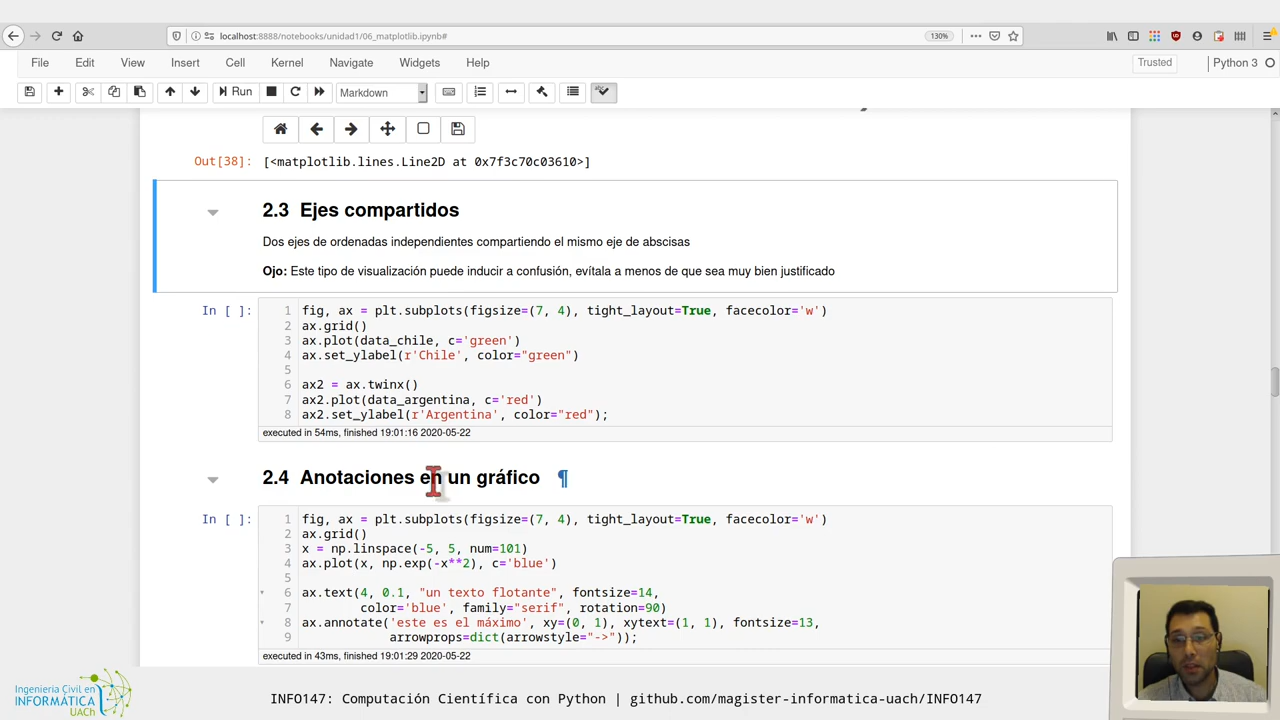 localhost:8888/notebooks/unidad1/06_matplotlib.ipynb#
130%
File Edit View Insert Cell Kernel Navigate Widgets Help
Trusted
Python 3
Run
Markdown
Out[38]:
[<matplotlib.lines.Line2D at 0x7f3c70c03610>]
2.3 Ejes compartidos
Dos ejes de ordenadas independientes compartiendo el mismo eje de abscisas
Ojo: Este tipo de visualización puede inducir a confusión, evítala a menos de que sea muy bien justificado
In [ ]:
1 fig, ax = plt.subplots(figsize=(7, 4), tight_layout=True, facecolor='w')
2 ax.grid()
3 ax.plot(data_chile, c='green')
4 ax.set_ylabel(r'Chile', color="green")
5
6 ax2 = ax.twinx()
7 ax2.plot(data_argentina, c='red')
8 ax2.set_ylabel(r'Argentina', color="red");
executed in 54ms, finished 19:01:16 2020-05-22
2.4 Anotaciones en un gráfico ¶
In [ ]:
1 fig, ax = plt.subplots(figsize=(7, 4), tight_layout=True, facecolor='w')
2 ax.grid()
3 x = np.linspace(-5, 5, num=101)
4 ax.plot(x, np.exp(-x**2), c='blue')
5
6 ax.text(4, 0.1, "un texto flotante", fontsize=14,
7 color='blue', family="serif", rotation=90)
8 ax.annotate('este es el máximo', xy=(0, 1), xytext=(1, 1), fontsize=13,
9 arrowprops=dict(arrowstyle="->"));
executed in 43ms, finished 19:01:29 2020-05-22
Ingeniería Civil en
INFORMÁTICA
UACh
INFO147: Computación Científica con Python | github.com/magister-informatica-uach/INFO147